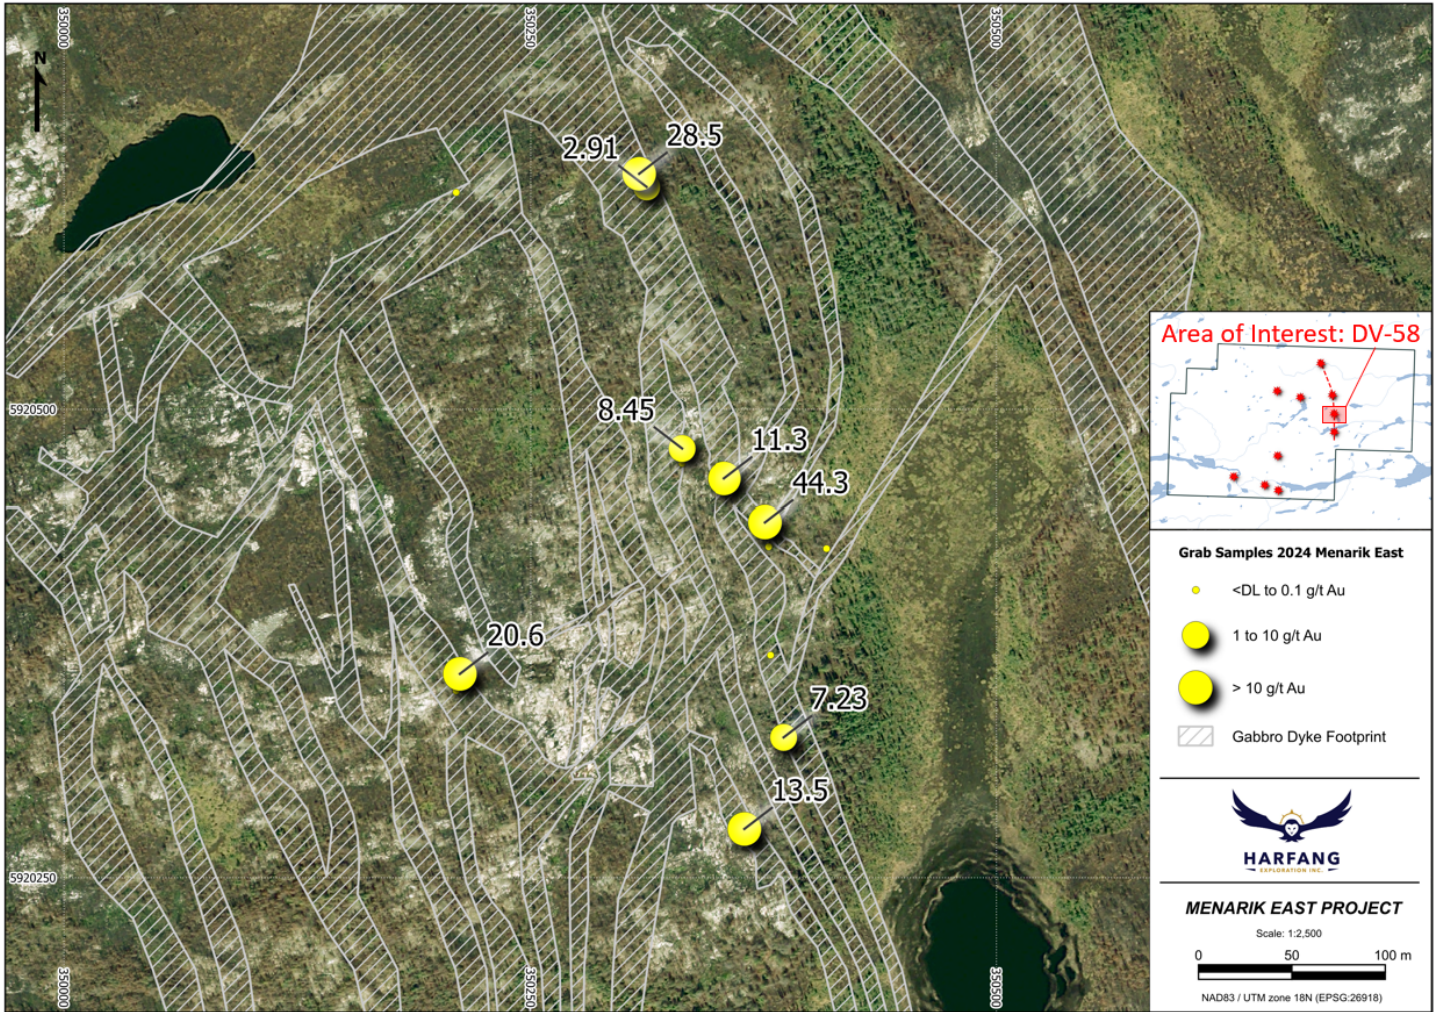 350000
350250
350500
N
2.91
28.5
8.45
5920500
11.3
44.3
20.6
7.23
13.5
5920250
350000
350250
350500
Area of Interest: DV-58
Grab Samples 2024 Menarik East
<DL to 0.1 g/t Au
1 to 10 g/t Au
> 10 g/t Au
Gabbro Dyke Footprint
HARFANG
EXPLORATION INC.
MENARIK EAST PROJECT
Scale: 1:2,500
0 50 100 m
NAD83 / UTM zone 18N (EPSG:26918)